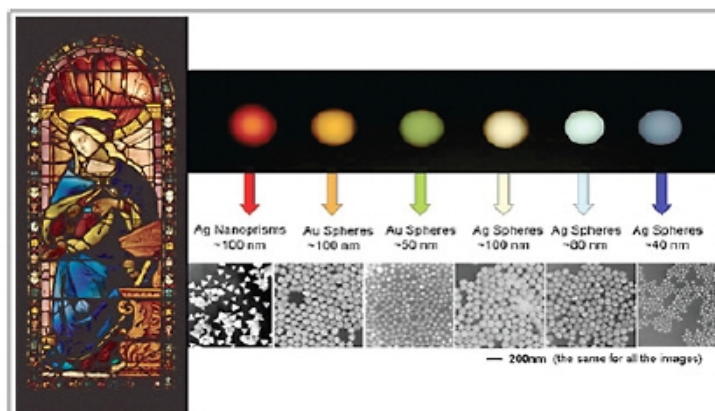 Ag Nanoprisms Au Spheres Au Spheres Ag Spheres Ag Spheres Ag Spheres
~100 nm ~100 nm ~50 nm ~100 nm ~80 nm ~40 nm
200nm (the same for all the images)